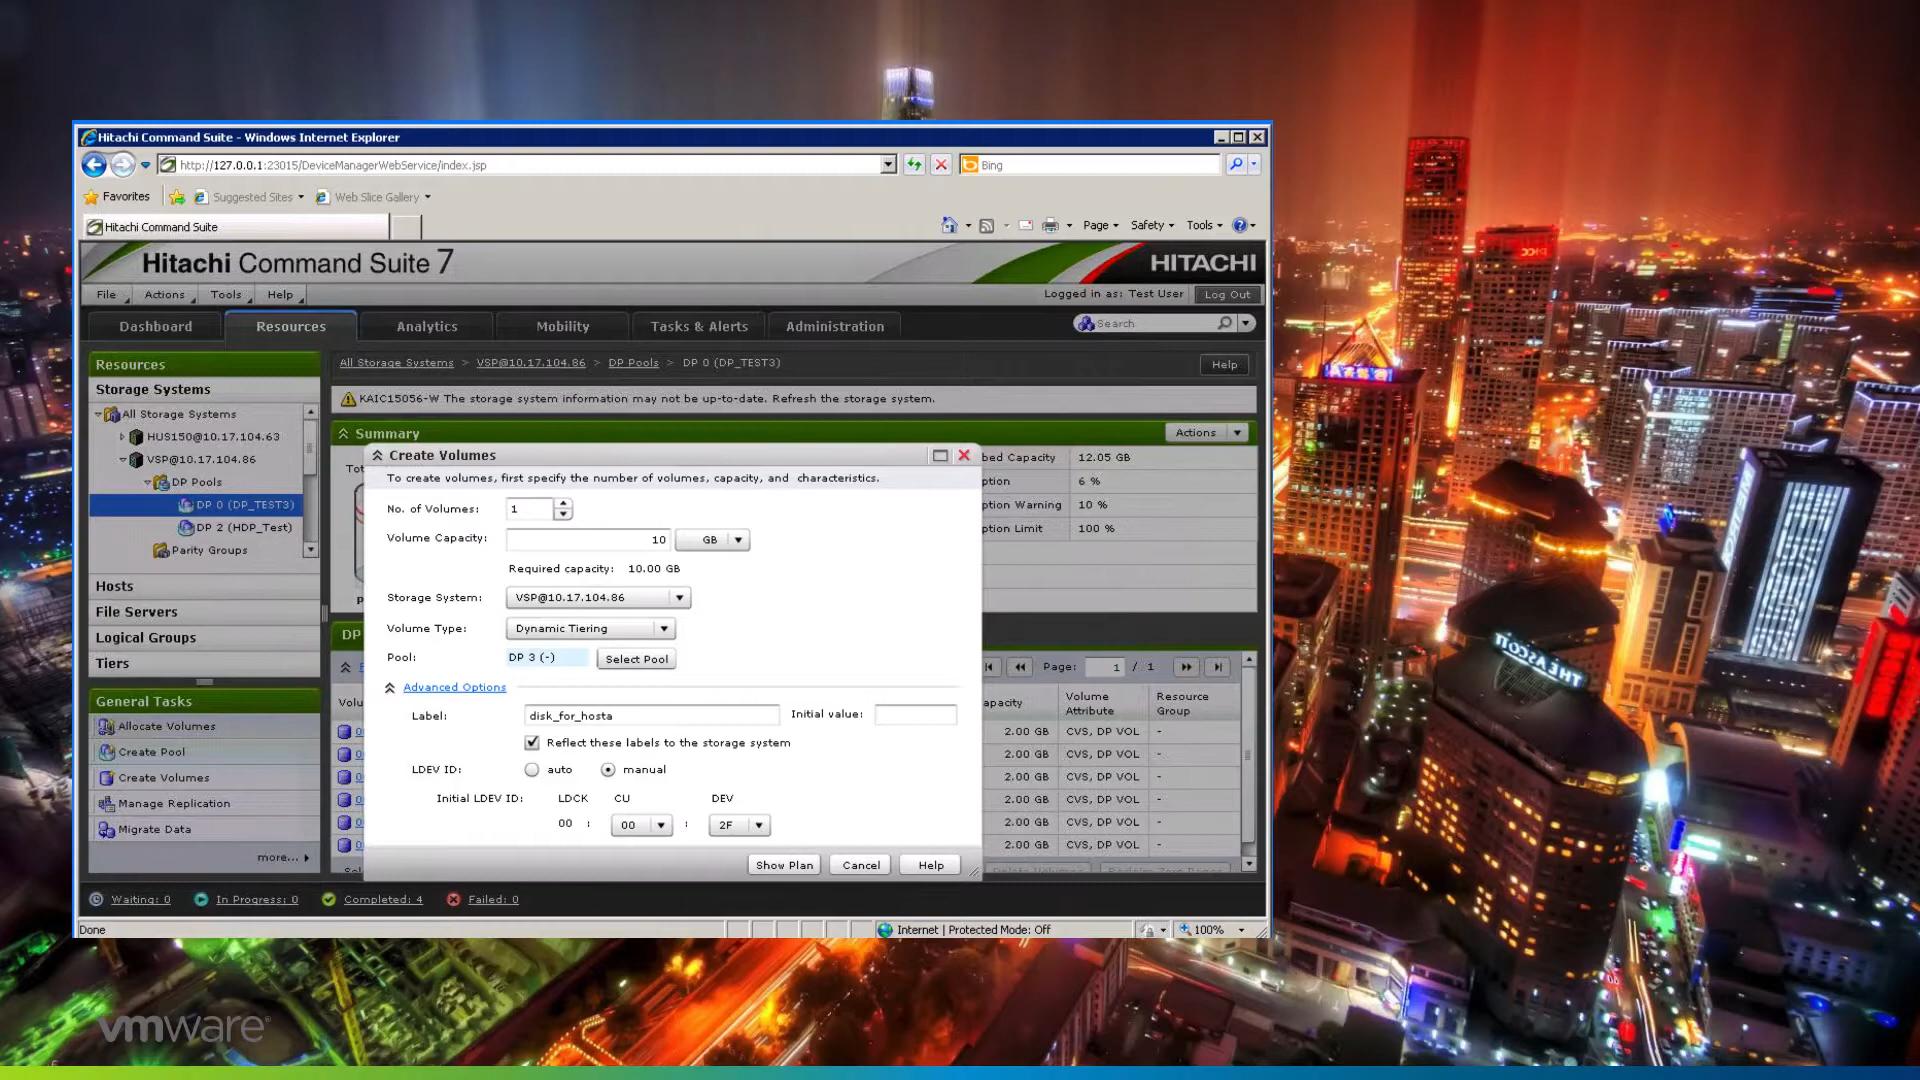 Hitachi Command Suite - Windows Internet Explorer
http://127.0.0.1:23015/DeviceManagerWebService/index.jsp
Bing
Favorites
Suggested Sites
Web Slice Gallery
Hitachi Command Suite
Page
Safety
Tools
Hitachi Command Suite 7
HITACHI
File
Actions
Tools
Help
Logged in as: Test User
Log Out
Dashboard
Resources
Analytics
Mobility
Tasks & Alerts
Administration
Search
Resources
Storage Systems
All Storage Systems
HUS150@10.17.104.63
VSP@10.17.104.86
DP Pools
DP 0 (DP_TEST3)
DP 2 (HDP_Test)
Parity Groups
Hosts
File Servers
Logical Groups
Tiers
General Tasks
Allocate Volumes
Create Pool
Create Volumes
Manage Replication
Migrate Data
more...
All Storage Systems > VSP@10.17.104.86 > DP Pools > DP 0 (DP_TEST3)
Help
KAIC15056-W The storage system information may not be up-to-date. Refresh the storage system.
Summary
Actions
bed Capacity 12.05 GB
ption 6 %
ption Warning 10 %
ption Limit 100 %
Create Volumes
To create volumes, first specify the number of volumes, capacity, and characteristics.
No. of Volumes: 1
Volume Capacity: 10 GB
Required capacity: 10.00 GB
Storage System: VSP@10.17.104.86
Volume Type: Dynamic Tiering
Pool: DP 3 (-) Select Pool
Advanced Options
Label: disk_for_hosta Initial value:
Reflect these labels to the storage system
LDEV ID: auto manual
Initial LDEV ID: LDCK CU DEV
00 : 00 : 2F
Show Plan
Cancel
Help
DP
Page: 1 / 1
Volu
apacity
Volume Attribute
Resource Group
2.00 GB CVS, DP VOL -
2.00 GB CVS, DP VOL -
2.00 GB CVS, DP VOL -
2.00 GB CVS, DP VOL -
2.00 GB CVS, DP VOL -
2.00 GB CVS, DP VOL -
Waiting: 0
In Progress: 0
Completed: 4
Failed: 0
Done
Internet | Protected Mode: Off
100%
THE ASCOTT
vmware